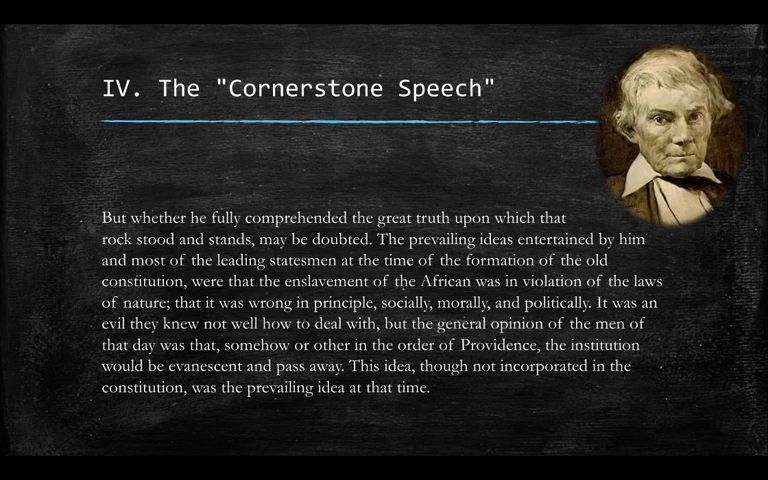 IV. The "Cornerstone Speech"
But whether he fully comprehended the great truth upon which that
rock stood and stands, may be doubted. The prevailing ideas entertained by him
and most of the leading statesmen at the time of the formation of the old
constitution, were that the enslavement of the African was in violation of the laws
of nature; that it was wrong in principle, socially, morally, and politically. It was an
evil they knew not well how to deal with, but the general opinion of the men of
that day was that, somehow or other in the order of Providence, the institution
would be evanescent and pass away. This idea, though not incorporated in the
constitution, was the prevailing idea at that time.